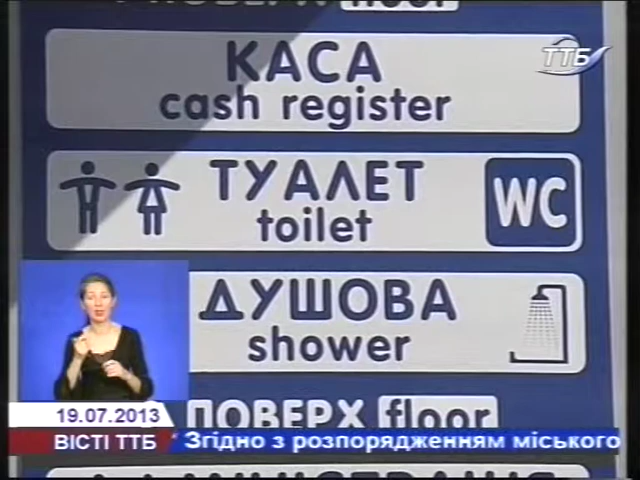 floor
КАСА
cash register
ТТБ
ТУАЛЕТ
toilet
WC
ДУШОВА
shower
ПОВЕРХ floor
19.07.2013
ВІСТІ ТТБ
Згідно з розпорядженням міського